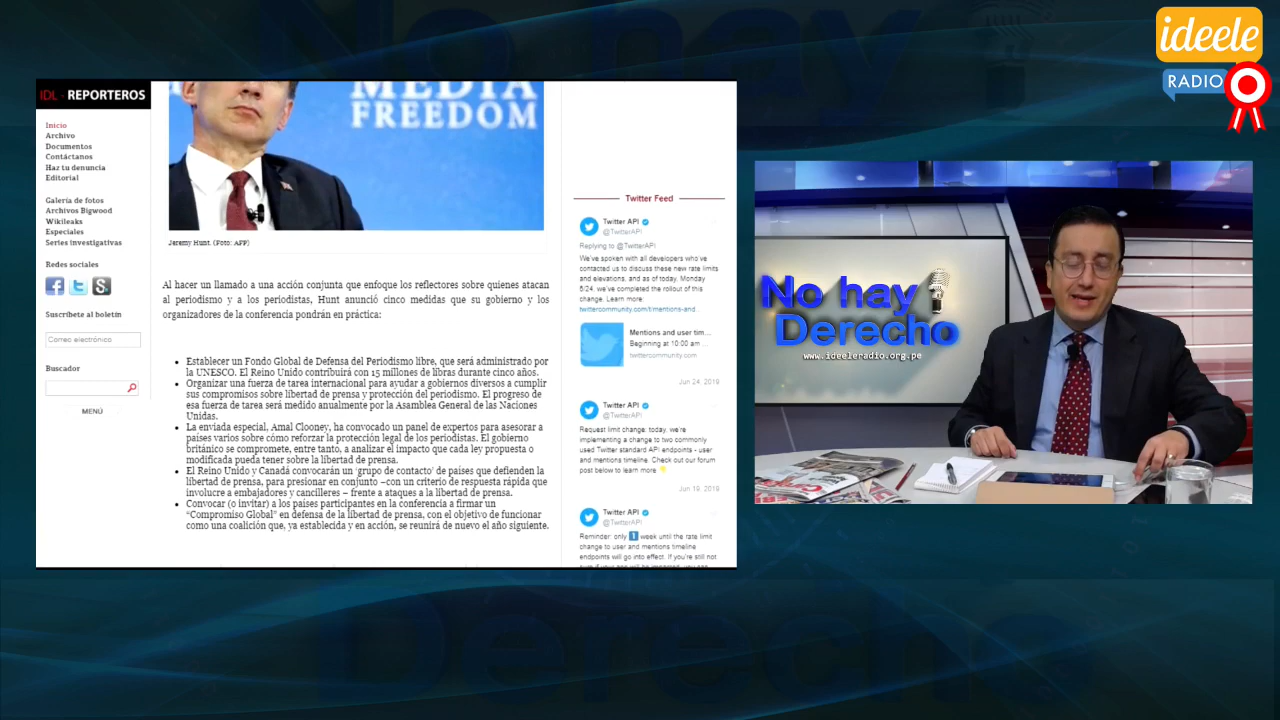 No hay
ideele
RADIO
IDL - REPORTEROS
Inicio
Archivo
Documentos
Contáctanos
Haz tu denuncia
Editorial
Galería de fotos
Archivos Bigwood
Wikileaks
Especiales
Series investigativas
Redes sociales
Suscríbete al boletín
Correo electrónico
Buscador
MENÚ
MEDIA
FREEDOM
Jeremy Hunt. (Foto: AFP)
Al hacer un llamado a una acción conjunta que enfoque los reflectores sobre quienes atacan
al periodismo y a los periodistas, Hunt anunció cinco medidas que su gobierno y los
organizadores de la conferencia pondrán en práctica:
• Establecer un Fondo Global de Defensa del Periodismo libre, que será administrado por
la UNESCO. El Reino Unido contribuirá con 15 millones de libras durante cinco años.
• Organizar una fuerza de tarea internacional para ayudar a gobiernos diversos a cumplir
sus compromisos sobre libertad de prensa y protección del periodismo. El progreso de
esa fuerza de tarea será medido anualmente por la Asamblea General de las Naciones
Unidas.
• La enviada especial, Amal Clooney, ha convocado un panel de expertos para asesorar a
países varios sobre cómo reforzar la protección legal de los periodistas. El gobierno
británico se compromete, entre tanto, a analizar el impacto que cada ley propuesta o
modificada pueda tener sobre la libertad de prensa.
• El Reino Unido y Canadá convocarán un ‘grupo de contacto’ de países que defienden la
libertad de prensa, para presionar en conjunto –con un criterio de respuesta rápida que
involucre a embajadores y cancilleres – frente a ataques a la libertad de prensa.
• Convocar (o invitar) a los países participantes en la conferencia a firmar un
“Compromiso Global” en defensa de la libertad de prensa, con el objetivo de funcionar
como una coalición que, ya establecida y en acción, se reunirá de nuevo el año siguiente.
Twitter Feed
Twitter API
@TwitterAPI
Replying to @TwitterAPI
We've spoken with all developers who've
contacted us to discuss these new rate limits
and elevations, and as of today, Monday
6/24, we've completed the rollout of this
change. Learn more:
twittercommunity.com/t/mentions-and…
Mentions and user tim…
Beginning at 10:00 am …
twittercommunity.com
Jun 24, 2019
Twitter API
@TwitterAPI
Request limit change: today, we're
implementing a change to two commonly
used Twitter standard API endpoints - user
and mentions timeline. Check out our forum
post below to learn more
Jun 19, 2019
Twitter API
@TwitterAPI
Reminder: only 1 week until the rate limit
change to user and mentions timeline
endpoints will go into effect. If you're still not
No hay
Derecho
www.ideeleradio.org.pe
Derecho